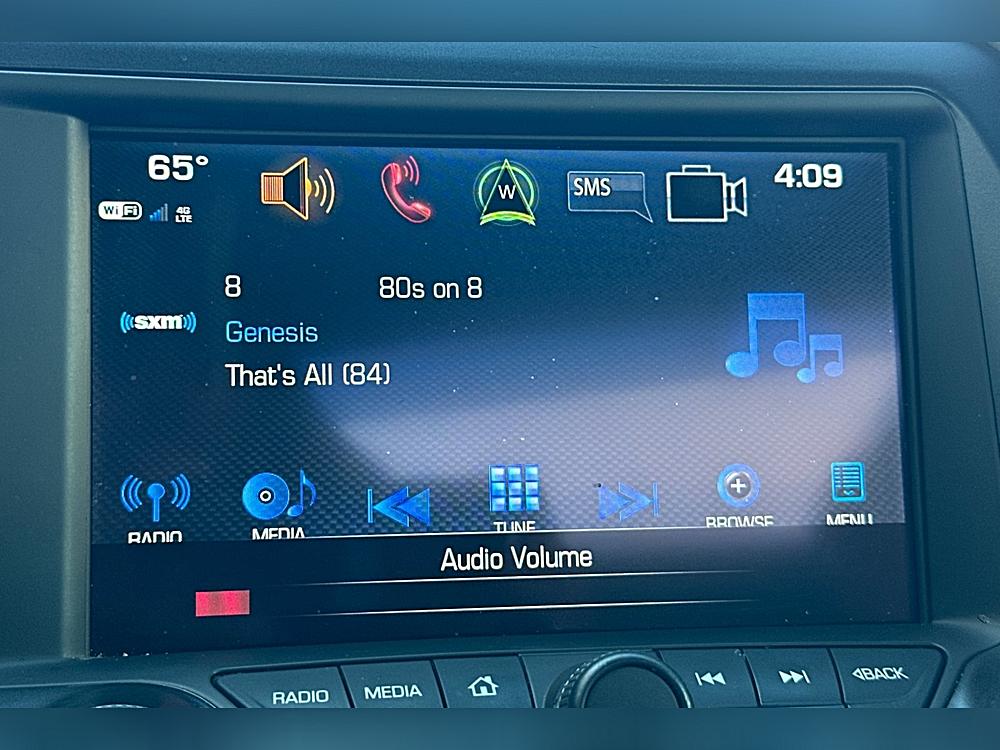 65°
4:09
WiFi
4G
LTE
W
SMS
8
80s on 8
((sxm))
Genesis
That's All (84)
RADIO
MEDIA
TUNE
BROWSE
MENU
Audio Volume
RADIO
MEDIA
BACK